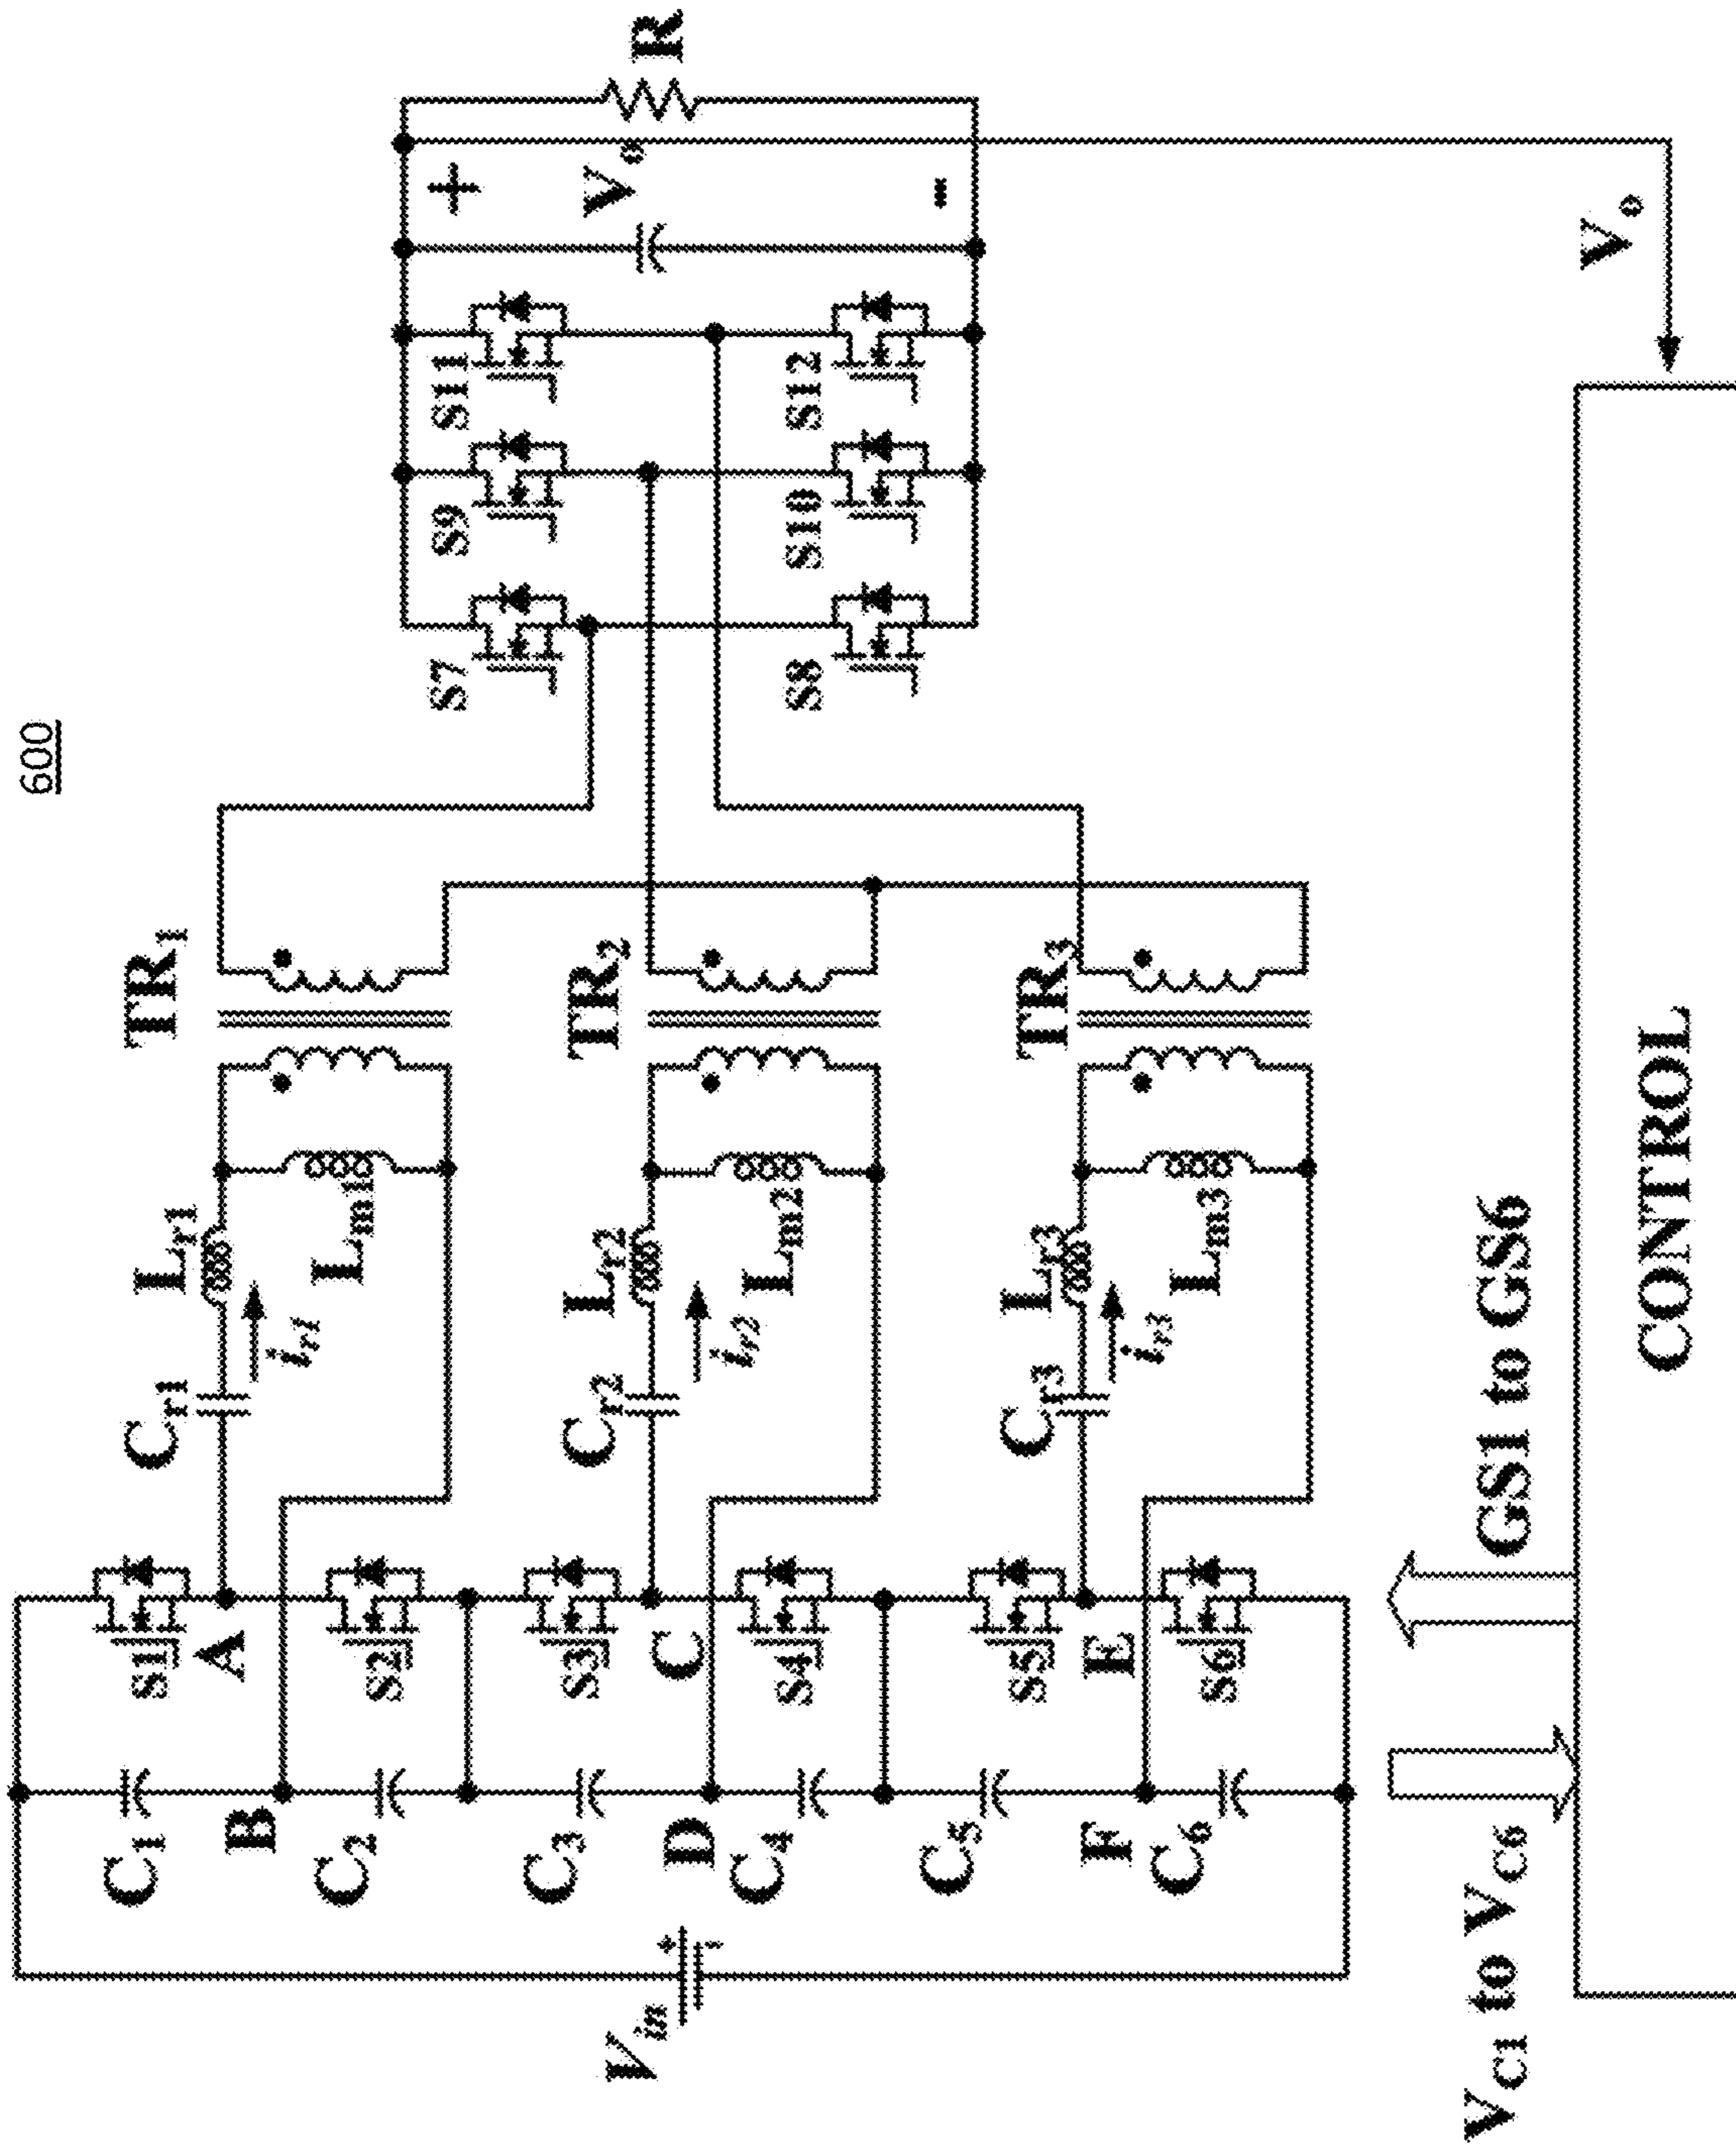 600
TR1
Lr1
Lm1
Cr1
ir1
S1
A
S2
C1
B
C2
TR2
Lr2
Lm2
Cr2
ir2
S3
C
S4
C3
D
C4
TR3
Lr3
Lm3
Cr3
ir3
S5
E
S6
C5
F
C6
Vin
+
-
S7
S9
S11
S8
S10
S12
+
Vo
-
R
Vo
VC1 to VC6
GS1 to GS6
CONTROL